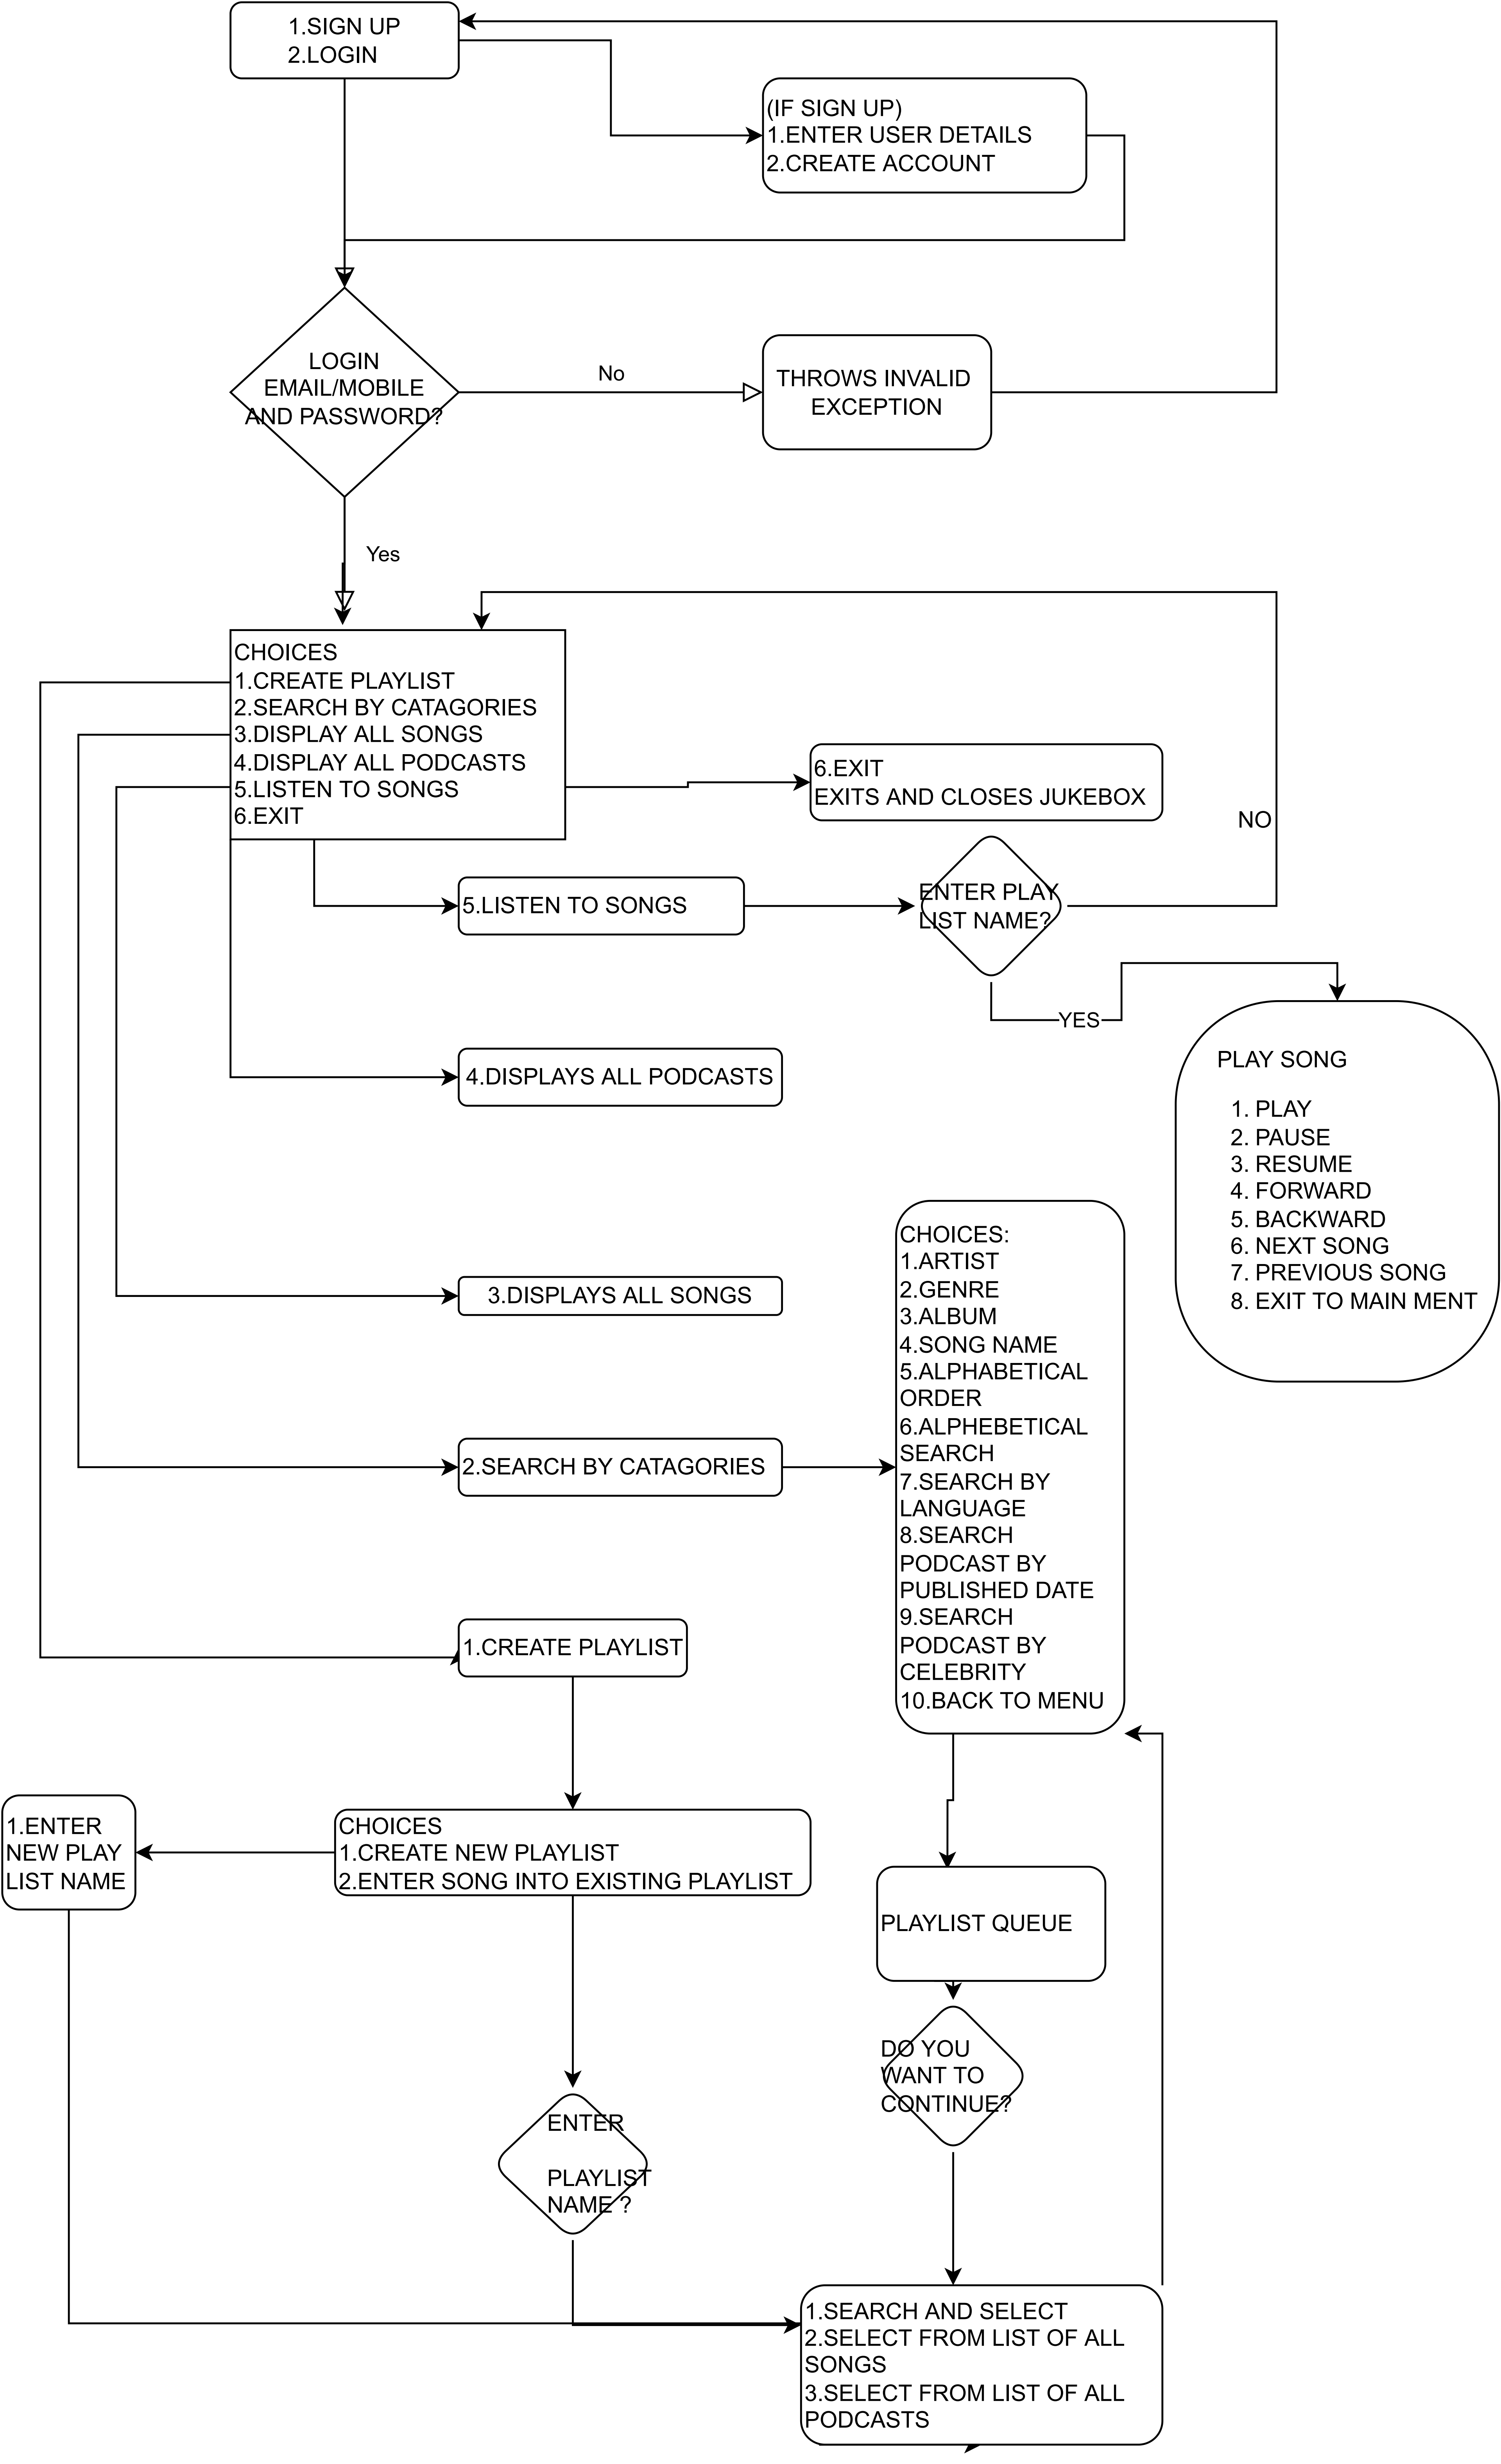 1.SIGN UP
2.LOGIN
(IF SIGN UP)
1.ENTER USER DETAILS
2.CREATE ACCOUNT
LOGIN
EMAIL/MOBILE
AND PASSWORD?
No
THROWS INVALID
EXCEPTION
Yes
CHOICES
1.CREATE PLAYLIST
2.SEARCH BY CATAGORIES
3.DISPLAY ALL SONGS
4.DISPLAY ALL PODCASTS
5.LISTEN TO SONGS
6.EXIT
6.EXIT
EXITS AND CLOSES JUKEBOX
NO
5.LISTEN TO SONGS
ENTER PLAY
LIST NAME?
YES
PLAY SONG
1. PLAY
2. PAUSE
3. RESUME
4. FORWARD
5. BACKWARD
6. NEXT SONG
7. PREVIOUS SONG
8. EXIT TO MAIN MENT
4.DISPLAYS ALL PODCASTS
3.DISPLAYS ALL SONGS
2.SEARCH BY CATAGORIES
CHOICES:
1.ARTIST
2.GENRE
3.ALBUM
4.SONG NAME
5.ALPHABETICAL
ORDER
6.ALPHEBETICAL
SEARCH
7.SEARCH BY
LANGUAGE
8.SEARCH
PODCAST BY
PUBLISHED DATE
9.SEARCH
PODCAST BY
CELEBRITY
10.BACK TO MENU
1.CREATE PLAYLIST
1.ENTER
NEW PLAY
LIST NAME
CHOICES
1.CREATE NEW PLAYLIST
2.ENTER SONG INTO EXISTING PLAYLIST
PLAYLIST QUEUE
DO YOU
WANT TO
CONTINUE?
ENTER
PLAYLIST
NAME ?
1.SEARCH AND SELECT
2.SELECT FROM LIST OF ALL
SONGS
3.SELECT FROM LIST OF ALL
PODCASTS